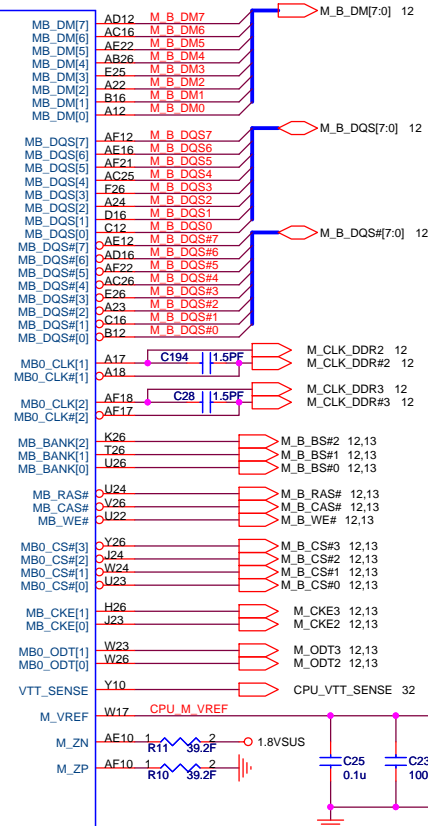 MB_DM[7] AD12 M_B_DM7 M_B_DM[7:0] 12
MB_DM[6] AC16 M_B_DM6
MB_DM[5] AE22 M_B_DM5
MB_DM[4] AB26 M_B_DM4
MB_DM[3] E25 M_B_DM3
MB_DM[2] A22 M_B_DM2
MB_DM[1] B16 M_B_DM1
MB_DM[0] A12 M_B_DM0
MB_DQS[7] AF12 M_B_DQS7 M_B_DQS[7:0] 12
MB_DQS[6] AE16 M_B_DQS6
MB_DQS[5] AF21 M_B_DQS5
MB_DQS[4] AC25 M_B_DQS4
MB_DQS[3] F26 M_B_DQS3
MB_DQS[2] A24 M_B_DQS2
MB_DQS[1] D16 M_B_DQS1
MB_DQS[0] C12 M_B_DQS0
MB_DQS#[7] AE12 M_B_DQS#7 M_B_DQS#[7:0] 12
MB_DQS#[6] AD16 M_B_DQS#6
MB_DQS#[5] AF22 M_B_DQS#5
MB_DQS#[4] AC26 M_B_DQS#4
MB_DQS#[3] E26 M_B_DQS#3
MB_DQS#[2] A23 M_B_DQS#2
MB_DQS#[1] C16 M_B_DQS#1
MB_DQS#[0] B12 M_B_DQS#0
MB0_CLK[1] A17 C194 1.5PF M_CLK_DDR2 12
MB0_CLK#[1] A18 M_CLK_DDR#2 12
MB0_CLK[2] AF18 C28 1.5PF M_CLK_DDR3 12
MB0_CLK#[2] AF17 M_CLK_DDR#3 12
MB_BANK[2] K26 M_B_BS#2 12,13
MB_BANK[1] T26 M_B_BS#1 12,13
MB_BANK[0] U26 M_B_BS#0 12,13
MB_RAS# U24 M_B_RAS# 12,13
MB_CAS# V26 M_B_CAS# 12,13
MB_WE# U22 M_B_WE# 12,13
MB0_CS#[3] Y26 M_B_CS#3 12,13
MB0_CS#[2] J24 M_B_CS#2 12,13
MB0_CS#[1] W24 M_B_CS#1 12,13
MB0_CS#[0] U23 M_B_CS#0 12,13
MB_CKE[1] H26 M_CKE3 12,13
MB_CKE[0] J23 M_CKE2 12,13
MB0_ODT[1] W23 M_ODT3 12,13
MB0_ODT[0] W26 M_ODT2 12,13
VTT_SENSE Y10 CPU_VTT_SENSE 32
M_VREF W17 CPU_M_VREF
M_ZN AE10 1 R11 39.2F 2 1.8VSUS
M_ZP AF10 1 R10 39.2F 2
C25 C23
0.1u 100